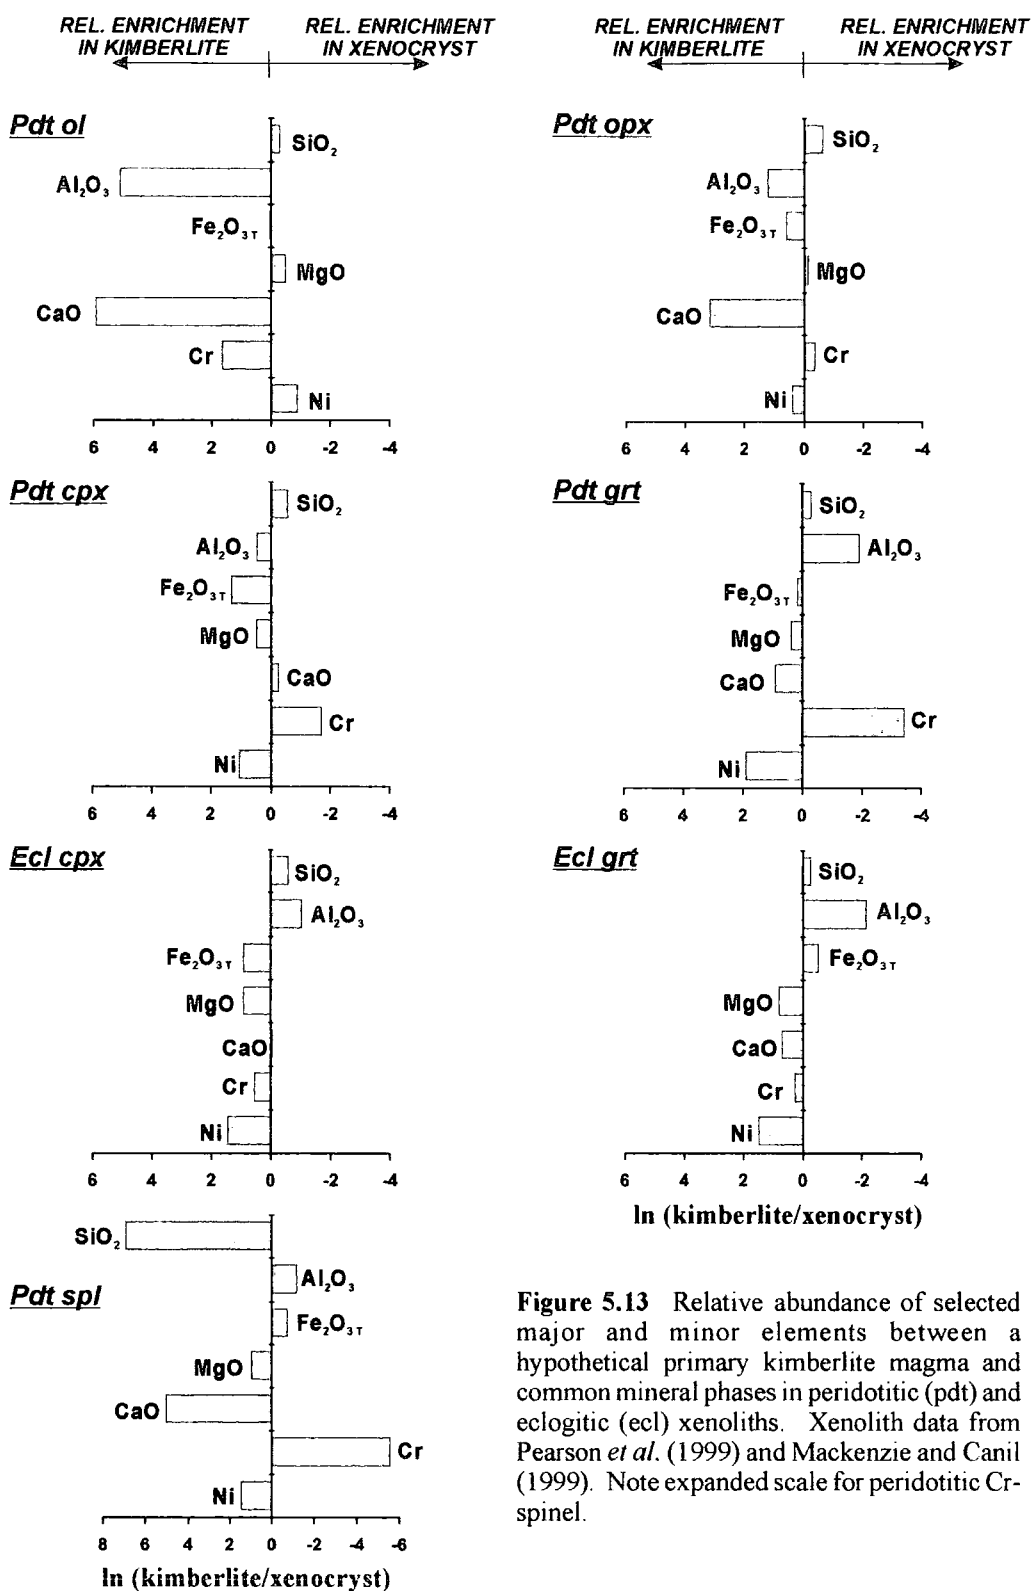 REL. ENRICHMENT
IN KIMBERLITE
REL. ENRICHMENT
IN XENOCRYST
REL. ENRICHMENT
IN KIMBERLITE
REL. ENRICHMENT
IN XENOCRYST
Pdt ol
SiO₂
Al₂O₃
Fe₂O₃T
MgO
CaO
Cr
Ni
6 4 2 0 -2 -4
Pdt opx
SiO₂
Al₂O₃
Fe₂O₃T
MgO
CaO
Cr
Ni
6 4 2 0 -2 -4
Pdt cpx
SiO₂
Al₂O₃
Fe₂O₃T
MgO
CaO
Cr
Ni
6 4 2 0 -2 -4
Pdt grt
SiO₂
Al₂O₃
Fe₂O₃T
MgO
CaO
Cr
Ni
6 4 2 0 -2 -4
Ecl cpx
SiO₂
Al₂O₃
Fe₂O₃T
MgO
CaO
Cr
Ni
6 4 2 0 -2 -4
Ecl grt
SiO₂
Al₂O₃
Fe₂O₃T
MgO
CaO
Cr
Ni
6 4 2 0 -2 -4
ln (kimberlite/xenocryst)
Pdt spl
SiO₂
Al₂O₃
Fe₂O₃T
MgO
CaO
Cr
Ni
8 6 4 2 0 -2 -4 -6
ln (kimberlite/xenocryst)
Figure 5.13 Relative abundance of selected
major and minor elements between a
hypothetical primary kimberlite magma and
common mineral phases in peridotitic (pdt) and
eclogitic (ecl) xenoliths. Xenolith data from
Pearson et al. (1999) and Mackenzie and Canil
(1999). Note expanded scale for peridotitic Cr-
spinel.